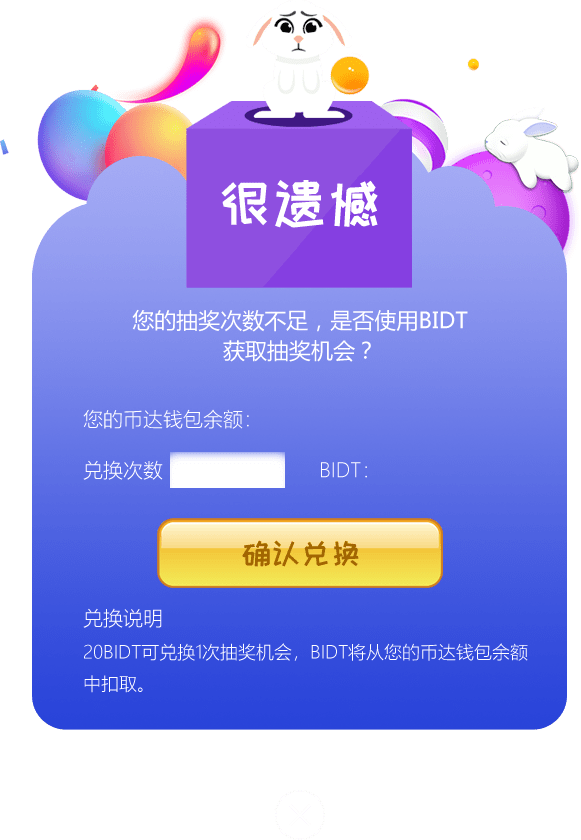 很遗憾
您的抽奖次数不足，是否使用BIDT
获取抽奖机会？
您的币达钱包余额：
兑换次数 BIDT：
确认兑换
兑换说明
20BIDT可兑换1次抽奖机会，BIDT将从您的币达钱包余额
中扣取。